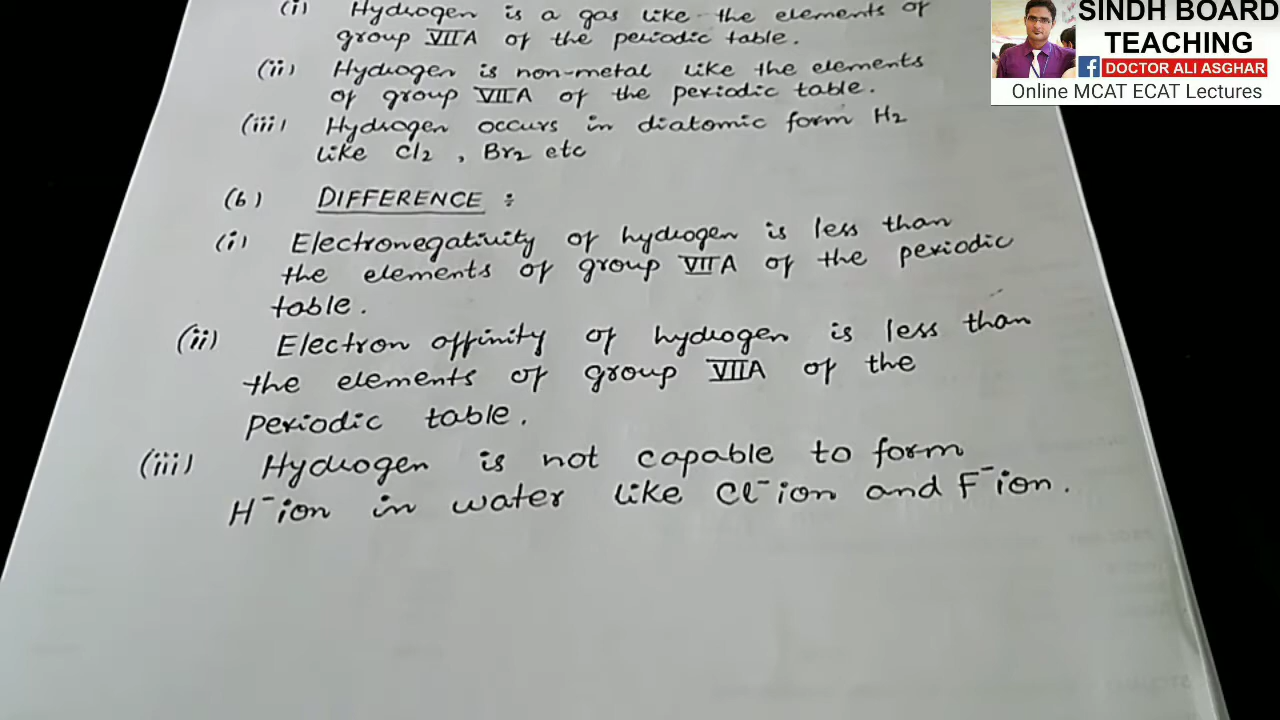 (i) Hydrogen is a gas like the elements of
group VIIA of the periodic table.
(ii) Hydrogen is non-metal like the elements
of group VIIA of the periodic table.
(iii) Hydrogen occurs in diatomic form H2
like Cl2, Br2 etc
(b) DIFFERENCE :
(i) Electronegativity of hydrogen is less than
the elements of group VIIA of the periodic
table.
(ii) Electron affinity of hydrogen is less than
the elements of group VIIA of the
periodic table.
(iii) Hydrogen is not capable to form
H⁻ion in water like Cl⁻ion and F⁻ion.
SINDH BOARD
TEACHING
f DOCTOR ALI ASGHAR
Online MCAT ECAT Lectures